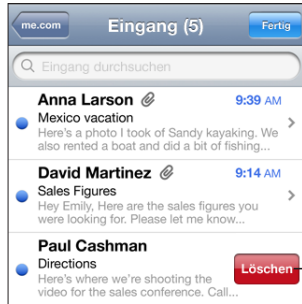 me.com Eingang (5) Fertig
Eingang durchsuchen
Anna Larson 9:39 AM
Mexico vacation
Here's a photo I took of Sandy kayaking. We
also rented a boat and did a bit of fishing...
David Martinez 9:14 AM
Sales Figures
Hey Emily, Here are the sales figures you
were looking for. Please let me know...
Paul Cashman
Directions
Löschen
Here's where we're shooting the
video for the sales conference. Call...